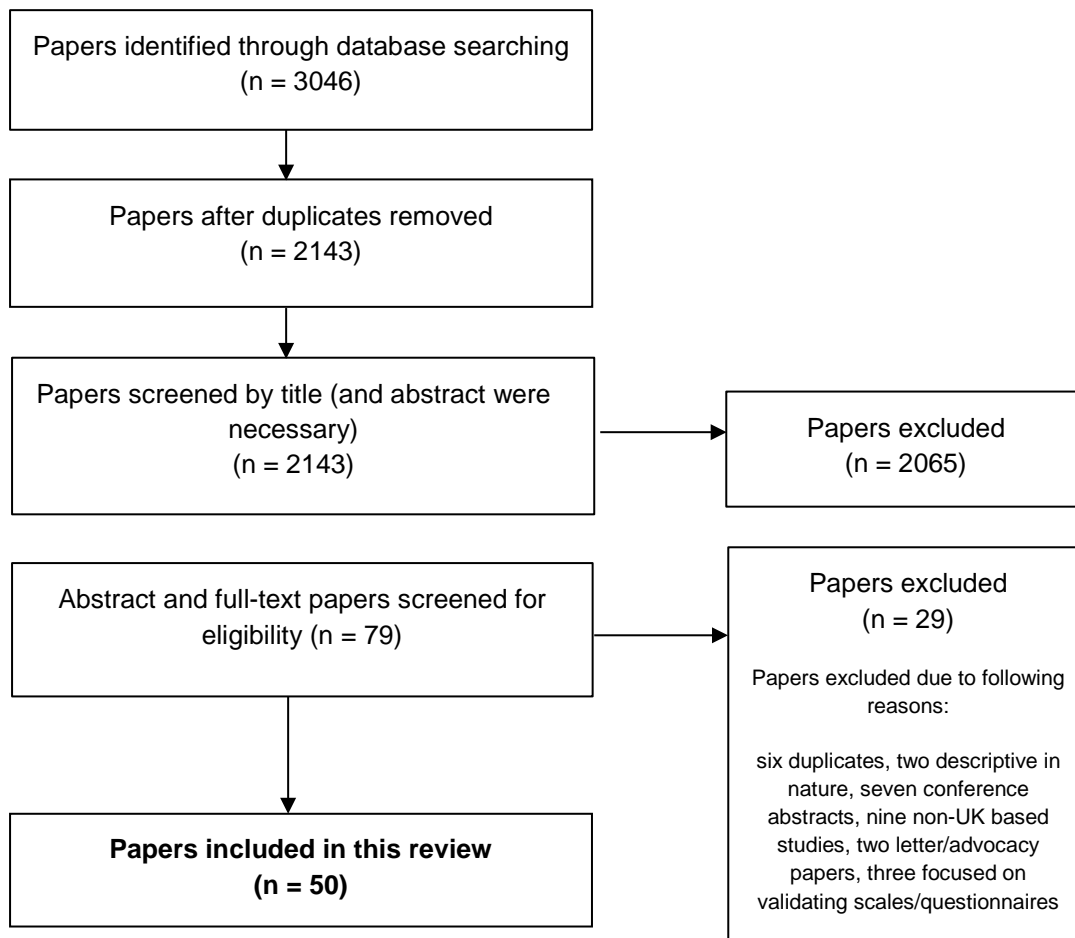 Papers identified through database searching
(n = 3046)
Papers after duplicates removed
(n = 2143)
Papers screened by title (and abstract were
necessary)
(n = 2143)
Papers excluded
(n = 2065)
Abstract and full-text papers screened for
eligibility (n = 79)
Papers excluded
(n = 29)
Papers excluded due to following
reasons:
six duplicates, two descriptive in
nature, seven conference
abstracts, nine non-UK based
studies, two letter/advocacy
papers, three focused on
validating scales/questionnaires
Papers included in this review
(n = 50)